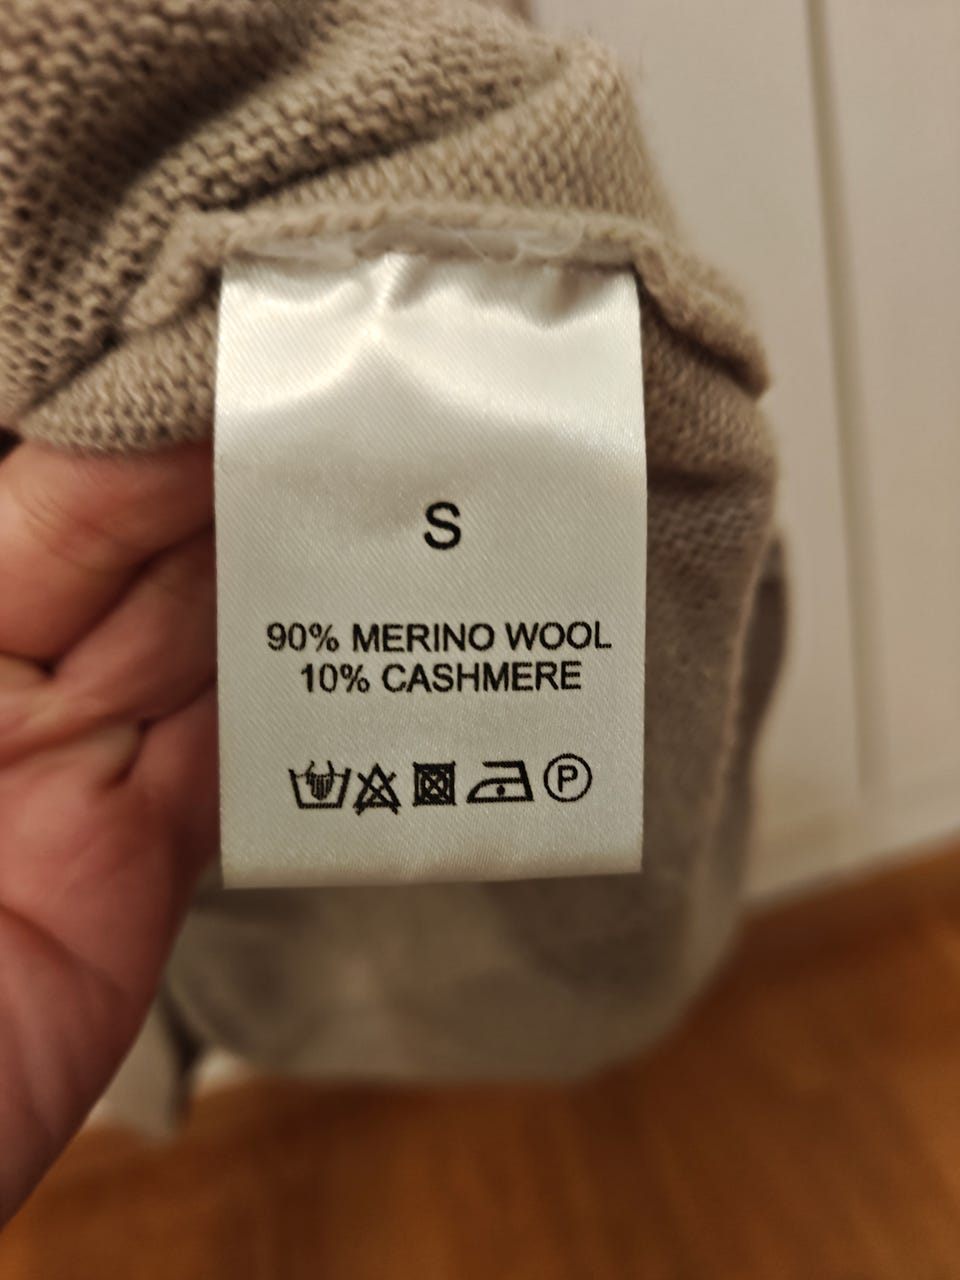 S
90% MERINO WOOL
10% CASHMERE
P